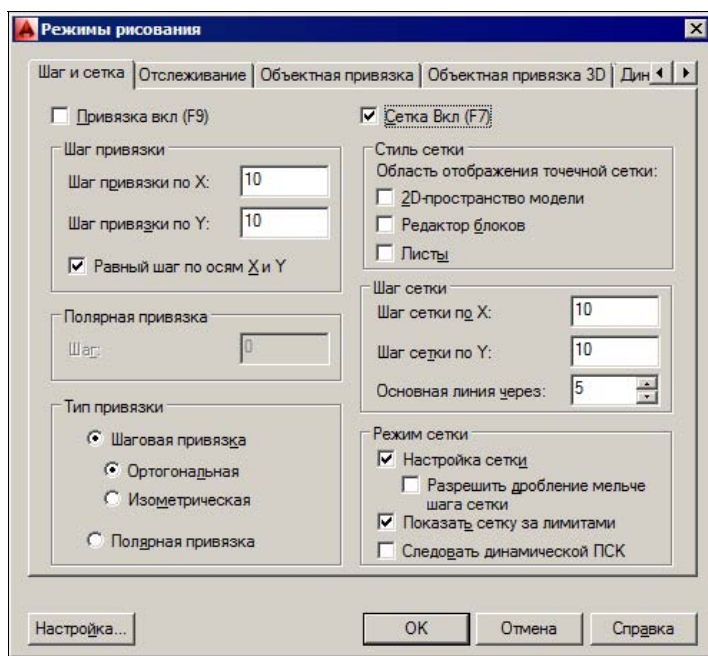 Режимы рисования
Шаг и сетка
Отслеживание
Объектная привязка
Объектная привязка 3D
Дин
Привязка вкл (F9)
Шаг привязки
Шаг привязки по X:
10
Шаг привязки по Y:
10
Равный шаг по осям X и Y
Полярная привязка
Шаг:
0
Тип привязки
Шаговая привязка
Ортогональная
Изометрическая
Полярная привязка
Сетка Вкл (F7)
Стиль сетки
Область отображения точечной сетки:
2D-пространство модели
Редактор блоков
Листы
Шаг сетки
Шаг сетки по X:
10
Шаг сетки по Y:
10
Основная линия через:
5
Режим сетки
Настройка сетки
Разрешить дробление мельче
шага сетки
Показать сетку за лимитами
Следовать динамической ПСК
Настройка...
OK
Отмена
Справка